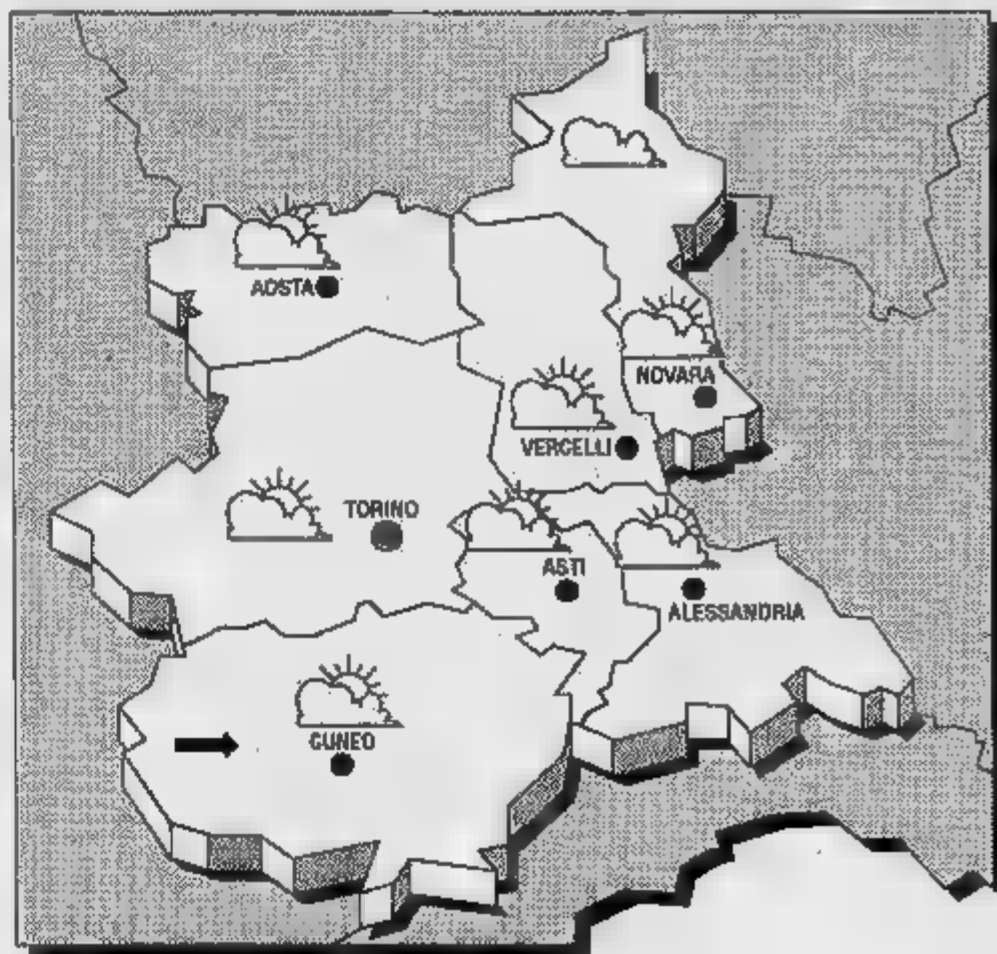 AOSTA
NOVARA
VERCELLI
TORINO
ASTI
ALESSANDRIA
CUNEO